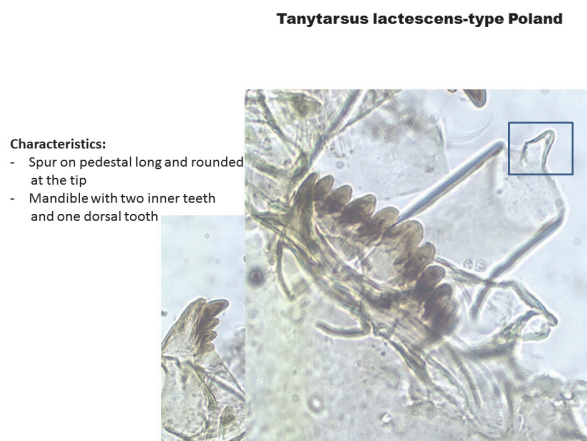 Tanytarsus lactescens-type Poland
Characteristics:
- Spur on pedestal long and rounded
at the tip
- Mandible with two inner teeth
and one dorsal tooth